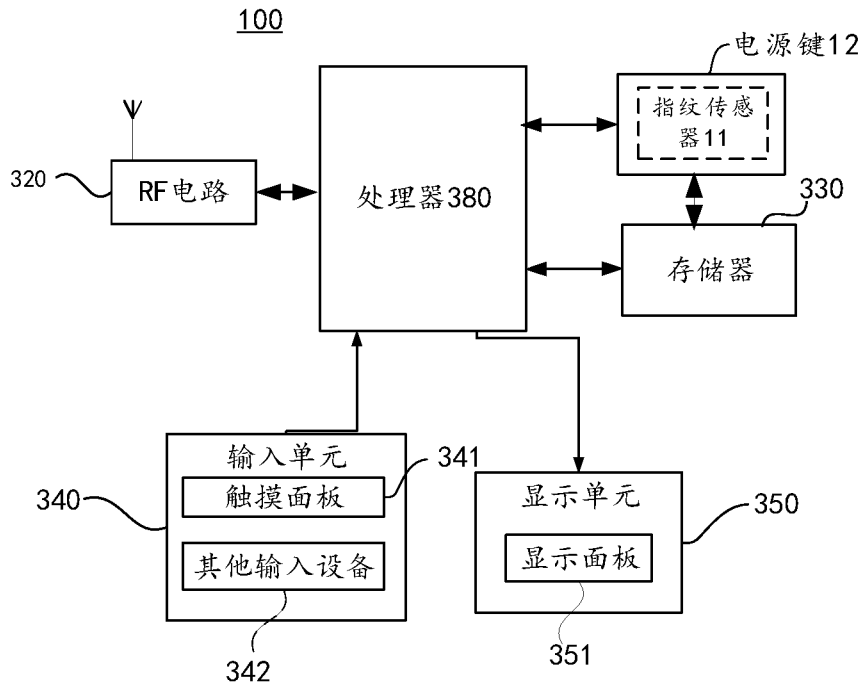 100
电源键12
指纹传感
器11
320
RF电路
处理器380
330
存储器
输入单元
341
340
触摸面板
其他输入设备
342
显示单元
350
显示面板
351